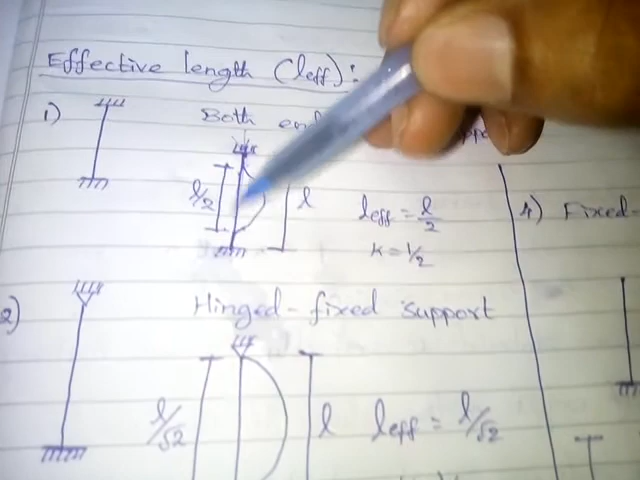 Effective length (leff):
1) Both
l/2 l leff = l/2
K = 1/2
4) Fixed-
2) Hinged-fixed support
l/√2 l leff = l/√2